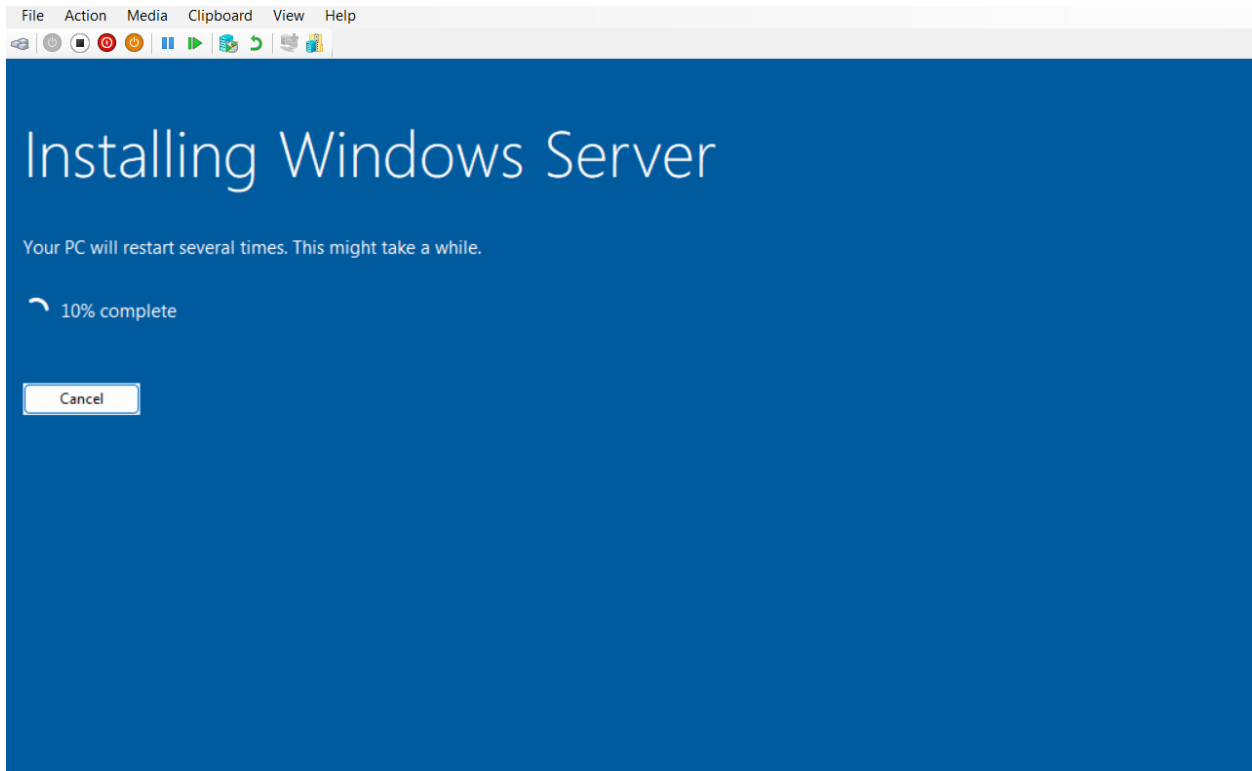 File Action Media Clipboard View Help
Installing Windows Server
Your PC will restart several times. This might take a while.
10% complete
Cancel